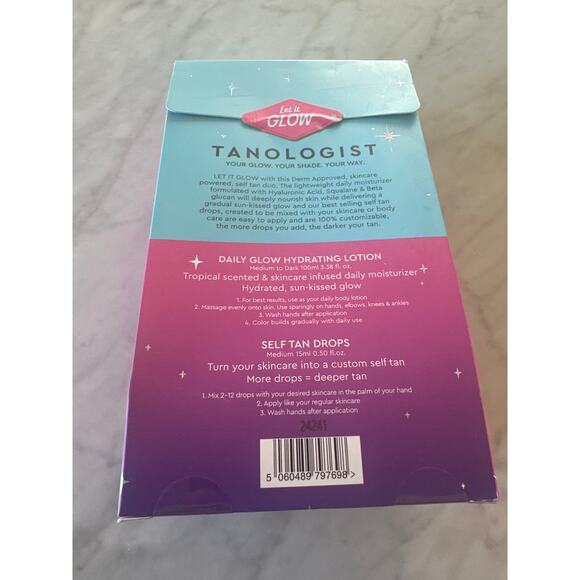 Let it
GLOW
TANOLOGIST
YOUR GLOW. YOUR SHADE. YOUR WAY.
LET IT GLOW with this Derm Approved, skincare
powered, self tan duo. The lightweight daily moisturizer
formulated with Hyaluronic Acid, Squalane & Beta
glucan will deeply nourish skin while delivering a
gradual sun-kissed glow and our best selling self tan
drops, created to be mixed with your skincare or body
care are easy to apply and are 100% customizable,
the more drops you add, the darker your tan.
DAILY GLOW HYDRATING LOTION
Medium to Dark 100ml 3.38 fl. oz.
Tropical scented & skincare infused daily moisturizer
Hydrated, sun-kissed glow
1. For best results, use as your daily body lotion
2. Massage evenly onto skin. Use sparingly on hands, elbows, knees & ankles
3. Wash hands after application
4. Color builds gradually with daily use
SELF TAN DROPS
Medium 15ml 0.50 fl.oz.
Turn your skincare into a custom self tan
More drops = deeper tan
1. Mix 2-12 drops with your desired skincare in the palm of your hand
2. Apply like your regular skincare
3. Wash hands after application
24241
5 060489 797698>